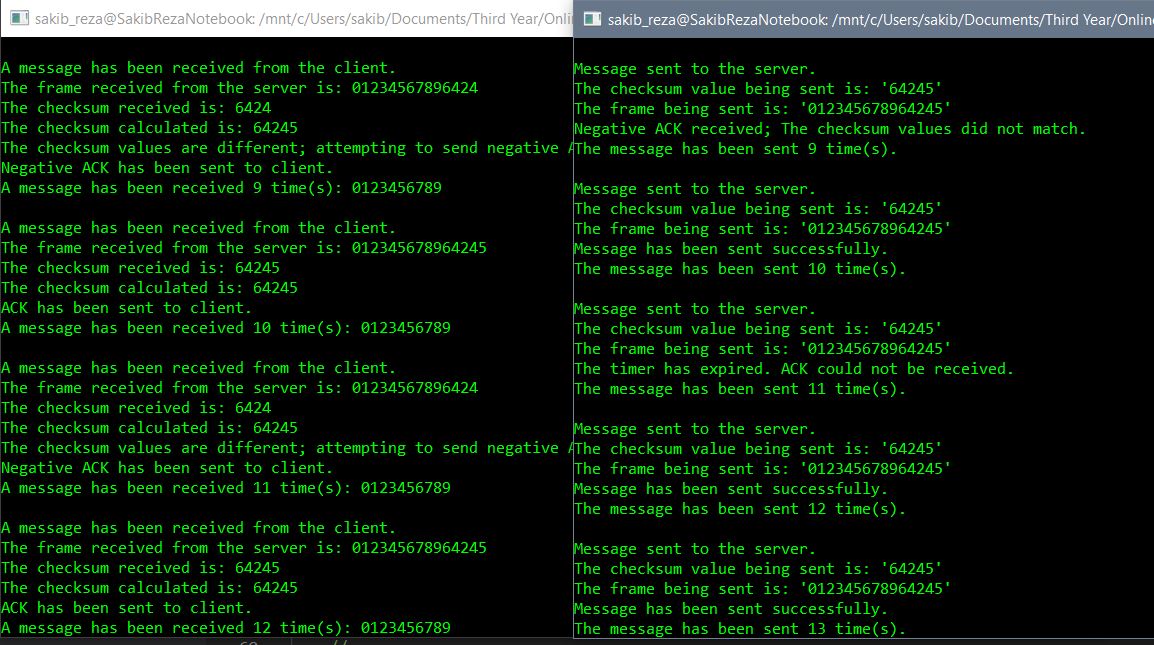 sakib_reza@SakibRezaNotebook: /mnt/c/Users/sakib/Documents/Third Year/Onli
A message has been received from the client.
The frame received from the server is: 01234567896424
The checksum received is: 6424
The checksum calculated is: 64245
The checksum values are different; attempting to send negative A
Negative ACK has been sent to client.
A message has been received 9 time(s): 0123456789
A message has been received from the client.
The frame received from the server is: 012345678964245
The checksum received is: 64245
The checksum calculated is: 64245
ACK has been sent to client.
A message has been received 10 time(s): 0123456789
A message has been received from the client.
The frame received from the server is: 01234567896424
The checksum received is: 6424
The checksum calculated is: 64245
The checksum values are different; attempting to send negative A
Negative ACK has been sent to client.
A message has been received 11 time(s): 0123456789
A message has been received from the client.
The frame received from the server is: 012345678964245
The checksum received is: 64245
The checksum calculated is: 64245
ACK has been sent to client.
A message has been received 12 time(s): 0123456789
sakib_reza@SakibRezaNotebook: /mnt/c/Users/sakib/Documents/Third Year/Online
Message sent to the server.
The checksum value being sent is: '64245'
The frame being sent is: '012345678964245'
Negative ACK received; The checksum values did not match.
The message has been sent 9 time(s).
Message sent to the server.
The checksum value being sent is: '64245'
The frame being sent is: '012345678964245'
Message has been sent successfully.
The message has been sent 10 time(s).
Message sent to the server.
The checksum value being sent is: '64245'
The frame being sent is: '012345678964245'
The timer has expired. ACK could not be received.
The message has been sent 11 time(s).
Message sent to the server.
The checksum value being sent is: '64245'
The frame being sent is: '012345678964245'
Message has been sent successfully.
The message has been sent 12 time(s).
Message sent to the server.
The checksum value being sent is: '64245'
The frame being sent is: '012345678964245'
Message has been sent successfully.
The message has been sent 13 time(s).